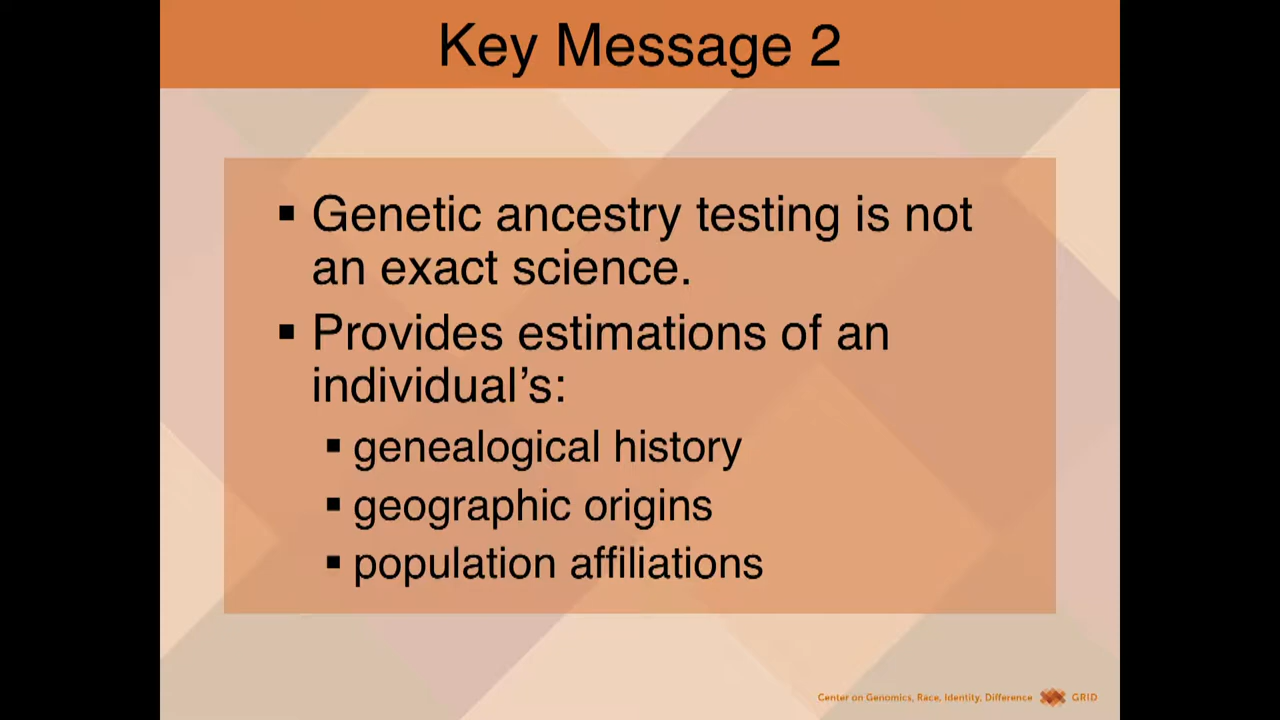 Key Message 2
▪ Genetic ancestry testing is not
an exact science.
▪ Provides estimations of an
individual’s:
▪ genealogical history
▪ geographic origins
▪ population affiliations
Center on Genomics, Race, Identity, Difference GRID